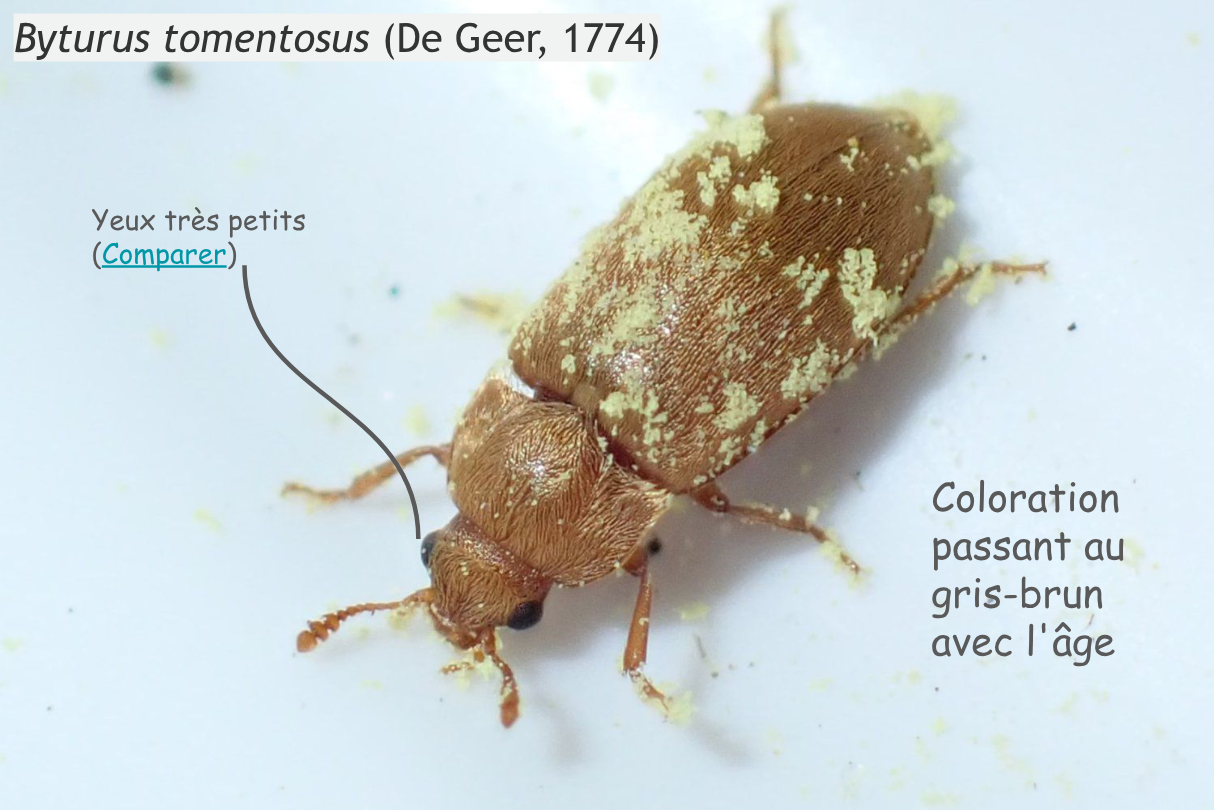 Byturus tomentosus (De Geer, 1774)
Yeux très petits
(Comparer)
Coloration
passant au
gris-brun
avec l'âge